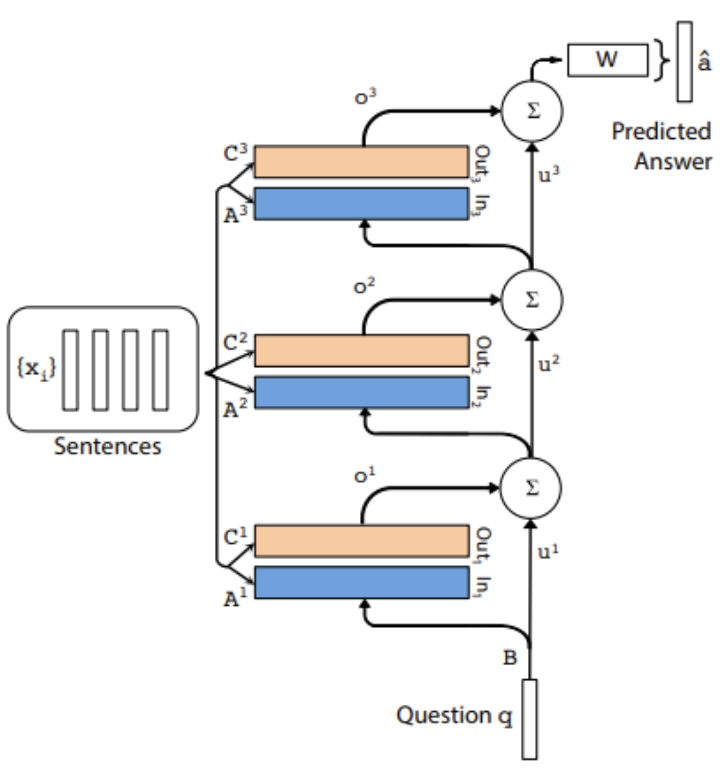 W
â
Σ
Predicted
Answer
o³
C³
Out₃
In₃
A³
u³
Σ
o²
C²
Out₂
In₂
A²
u²
{xᵢ}
Sentences
Σ
o¹
C¹
Out₁
In₁
A¹
u¹
B
Question q